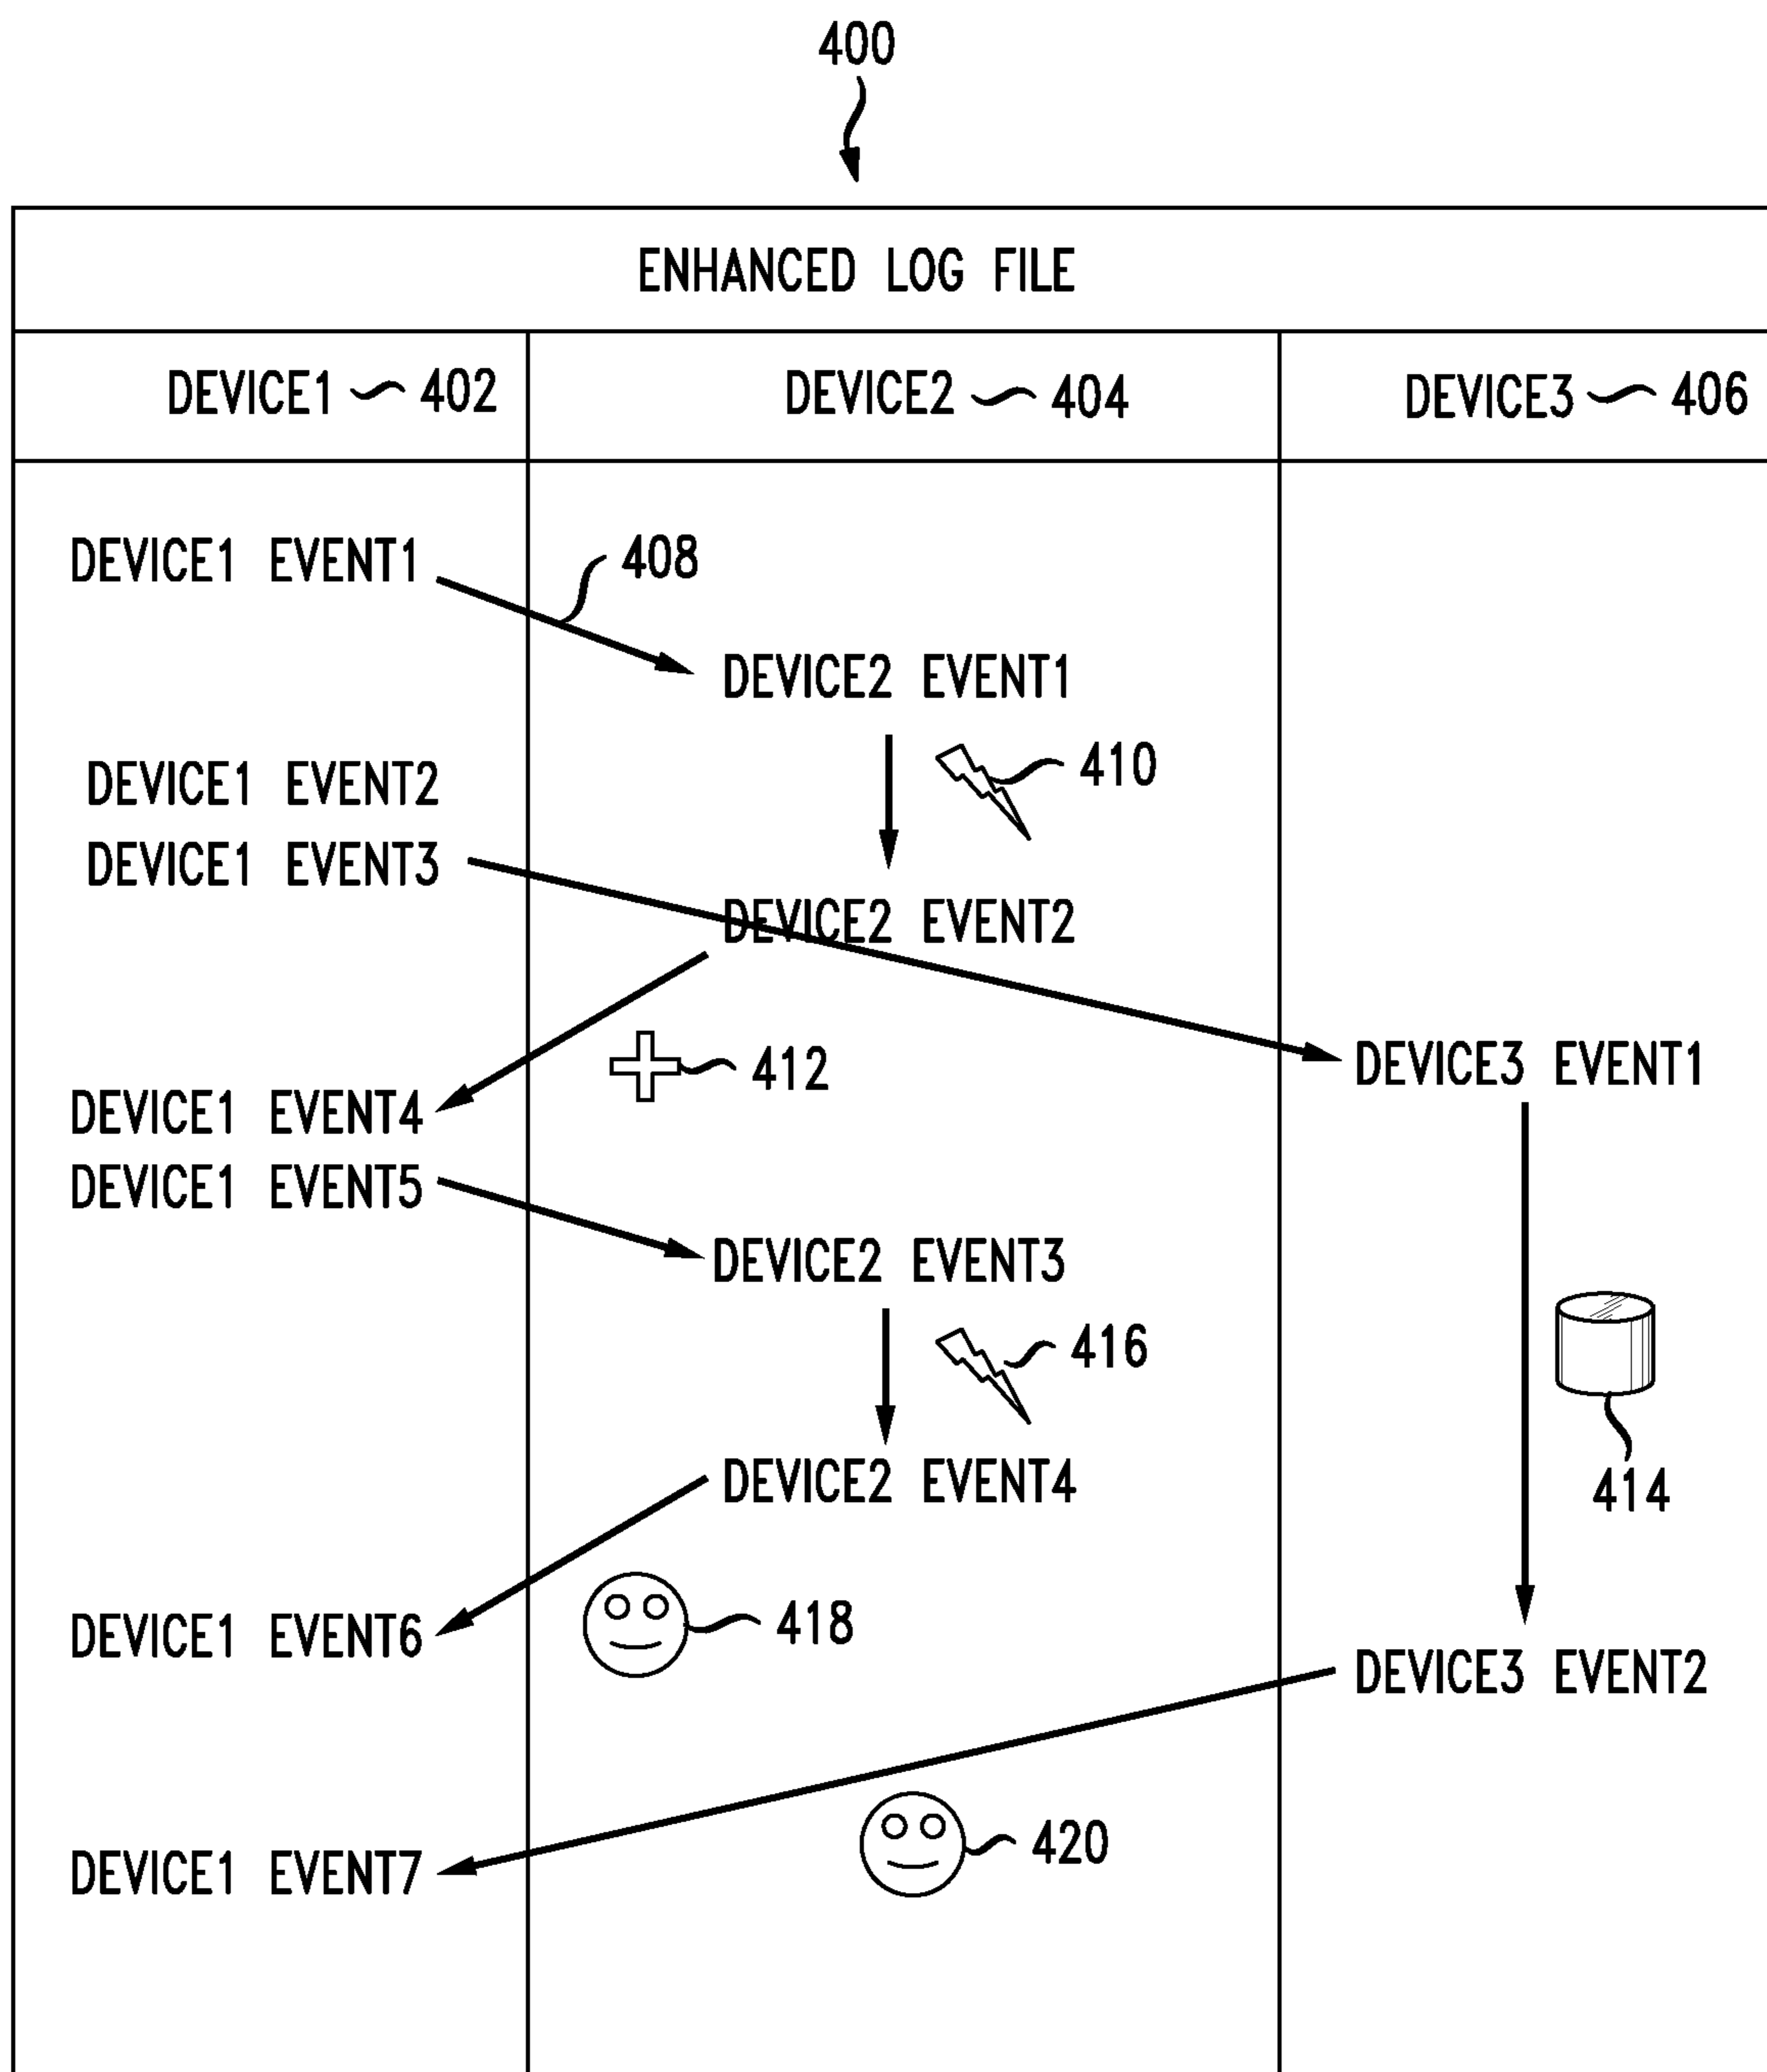 400
ENHANCED LOG FILE
DEVICE1 402
DEVICE2 404
DEVICE3 406
DEVICE1 EVENT1
408
DEVICE2 EVENT1
DEVICE1 EVENT2
410
DEVICE1 EVENT3
DEVICE2 EVENT2
412
DEVICE3 EVENT1
DEVICE1 EVENT4
DEVICE1 EVENT5
DEVICE2 EVENT3
416
DEVICE2 EVENT4
414
418
DEVICE1 EVENT6
DEVICE3 EVENT2
420
DEVICE1 EVENT7